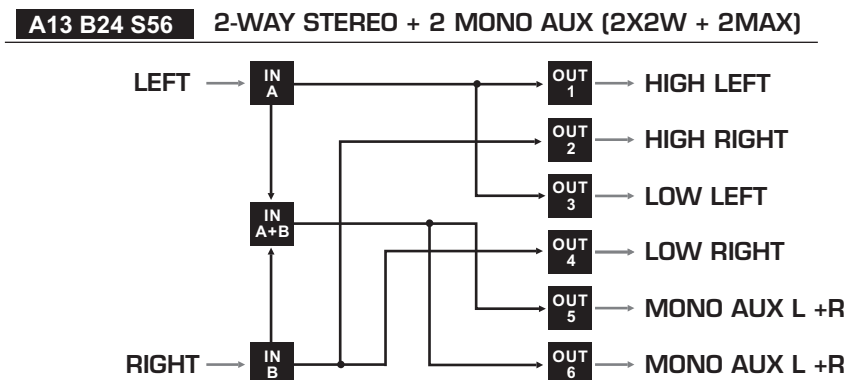 A13 B24 S56 2-WAY STEREO + 2 MONO AUX (2X2W + 2MAX)
LEFT IN A OUT 1 HIGH LEFT
OUT 2 HIGH RIGHT
OUT 3 LOW LEFT
IN A+B
OUT 4 LOW RIGHT
OUT 5 MONO AUX L +R
RIGHT IN B OUT 6 MONO AUX L +R